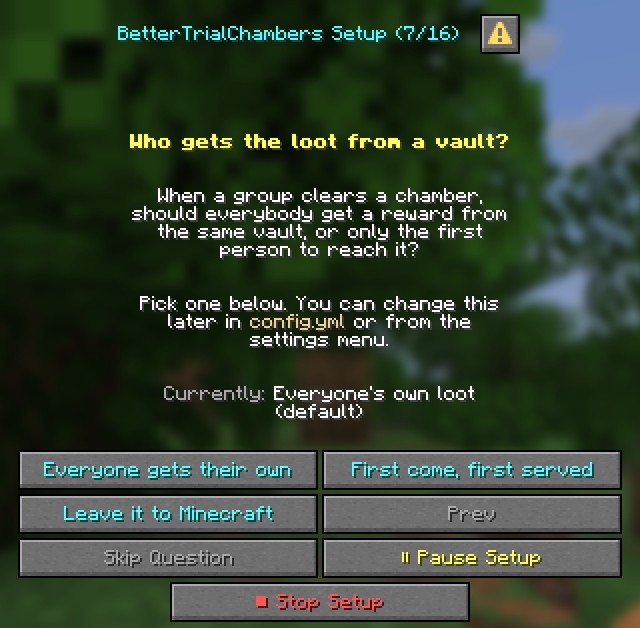 BetterTrialChambers Setup (7/16)
Who gets the loot from a vault?
When a group clears a chamber,
should everybody get a reward from
the same vault, or only the first
person to reach it?
Pick one below. You can change this
later in config.yml or from the
settings menu.
Currently: Everyone's own loot
(default)
Everyone gets their own
First come, first served
Leave it to Minecraft
Prev
Skip Question
⏸ Pause Setup
■ Stop Setup